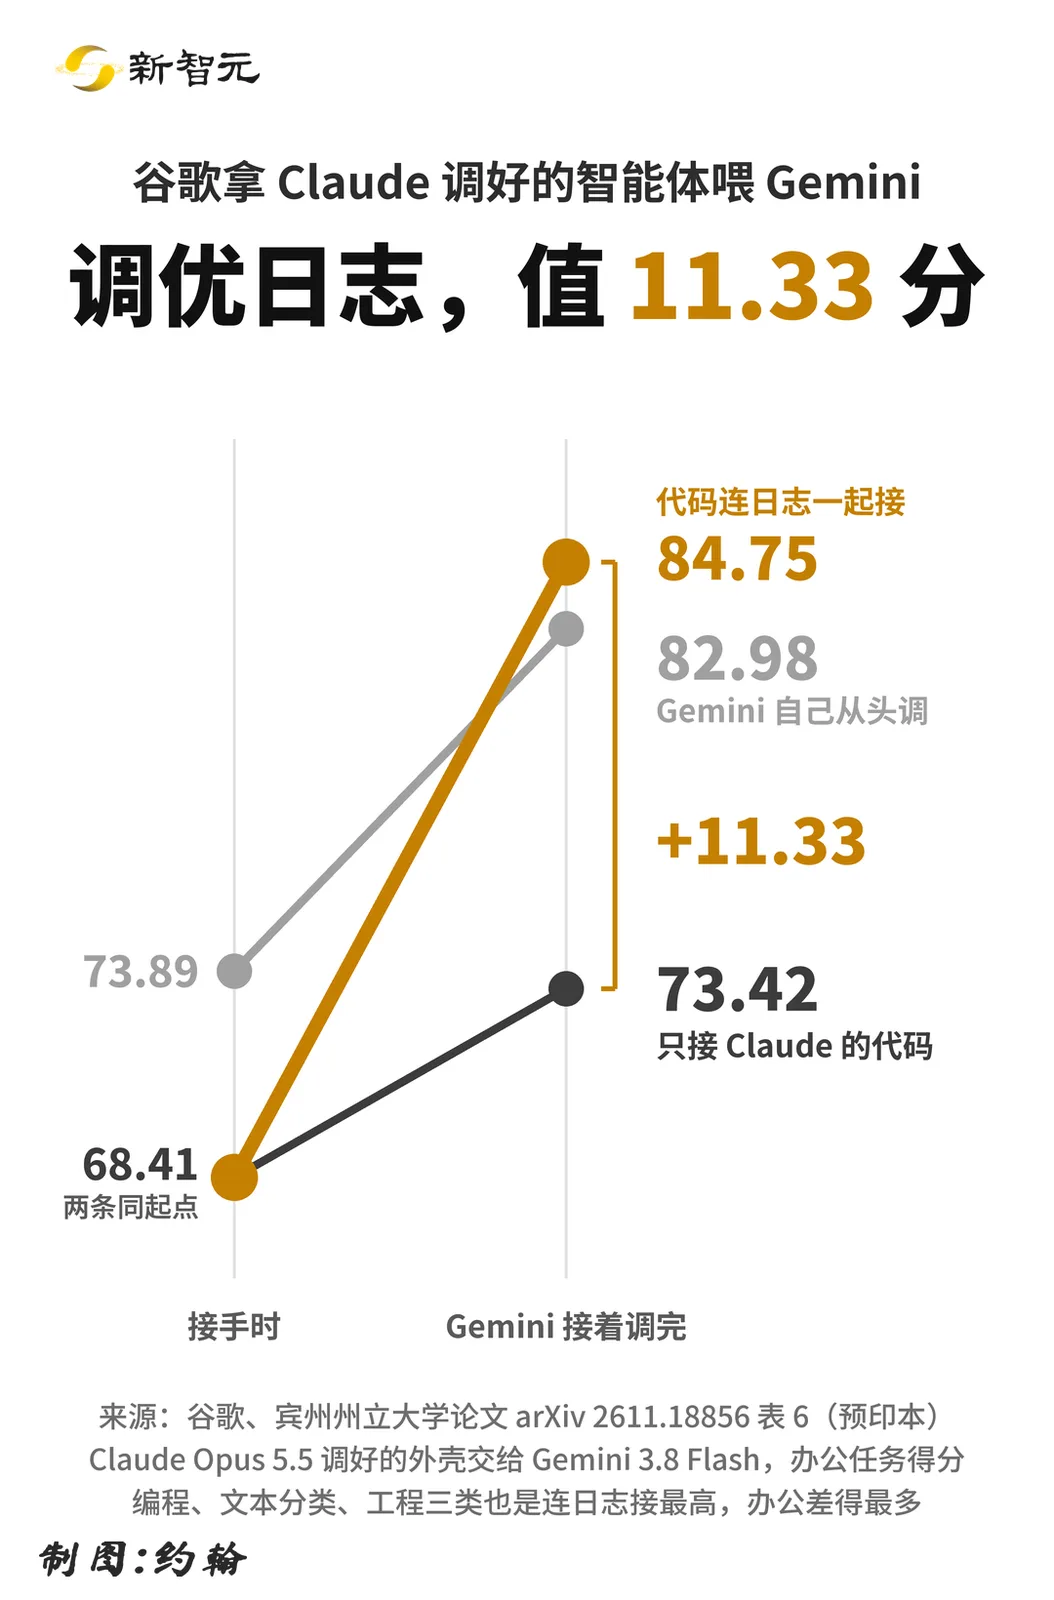 新智元
谷歌拿 Claude 调好的智能体喂 Gemini
调优日志，值 11.33 分
代码连日志一起接
84.75
82.98
Gemini 自己从头调
+11.33
73.89
73.42
只接 Claude 的代码
68.41
两条同起点
接手时
Gemini 接着调完
来源：谷歌、宾州州立大学论文 arXiv 2611.18856 表 6（预印本）
Claude Opus 5.5 调好的外壳交给 Gemini 3.8 Flash，办公任务得分
编程、文本分类、工程三类也是连日志接最高，办公差得最多
制图:约翰